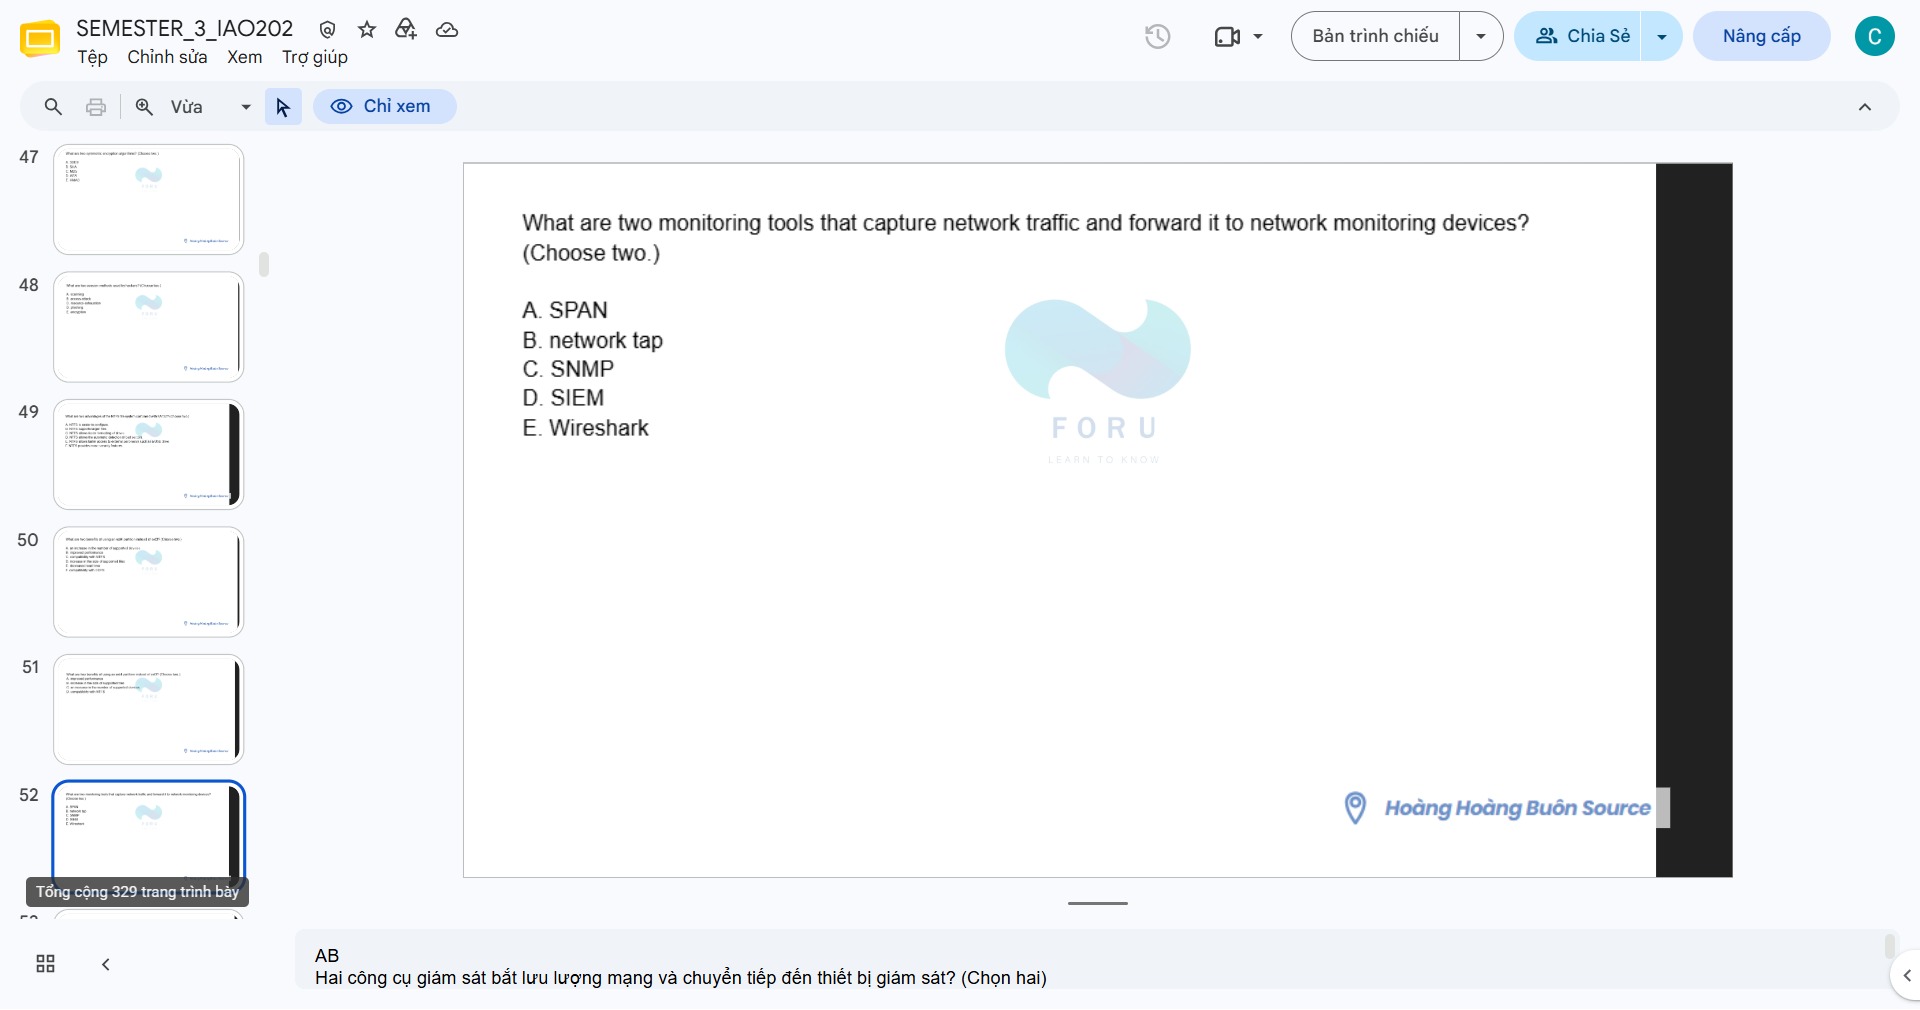 SEMESTER_3_IAO202
Tệp Chỉnh sửa Xem Trợ giúp
Bản trình chiếu
Chia Sẻ
Nâng cấp
C
Vừa
Chỉ xem
47
48
49
50
51
52
Tổng cộng 329 trang trình bày
What are two monitoring tools that capture network traffic and forward it to network monitoring devices?
(Choose two.)
A. SPAN
B. network tap
C. SNMP
D. SIEM
E. Wireshark
FORU
LEARN TO KNOW
Hoàng Hoàng Buôn Source
AB
Hai công cụ giám sát bắt lưu lượng mạng và chuyển tiếp đến thiết bị giám sát? (Chọn hai)